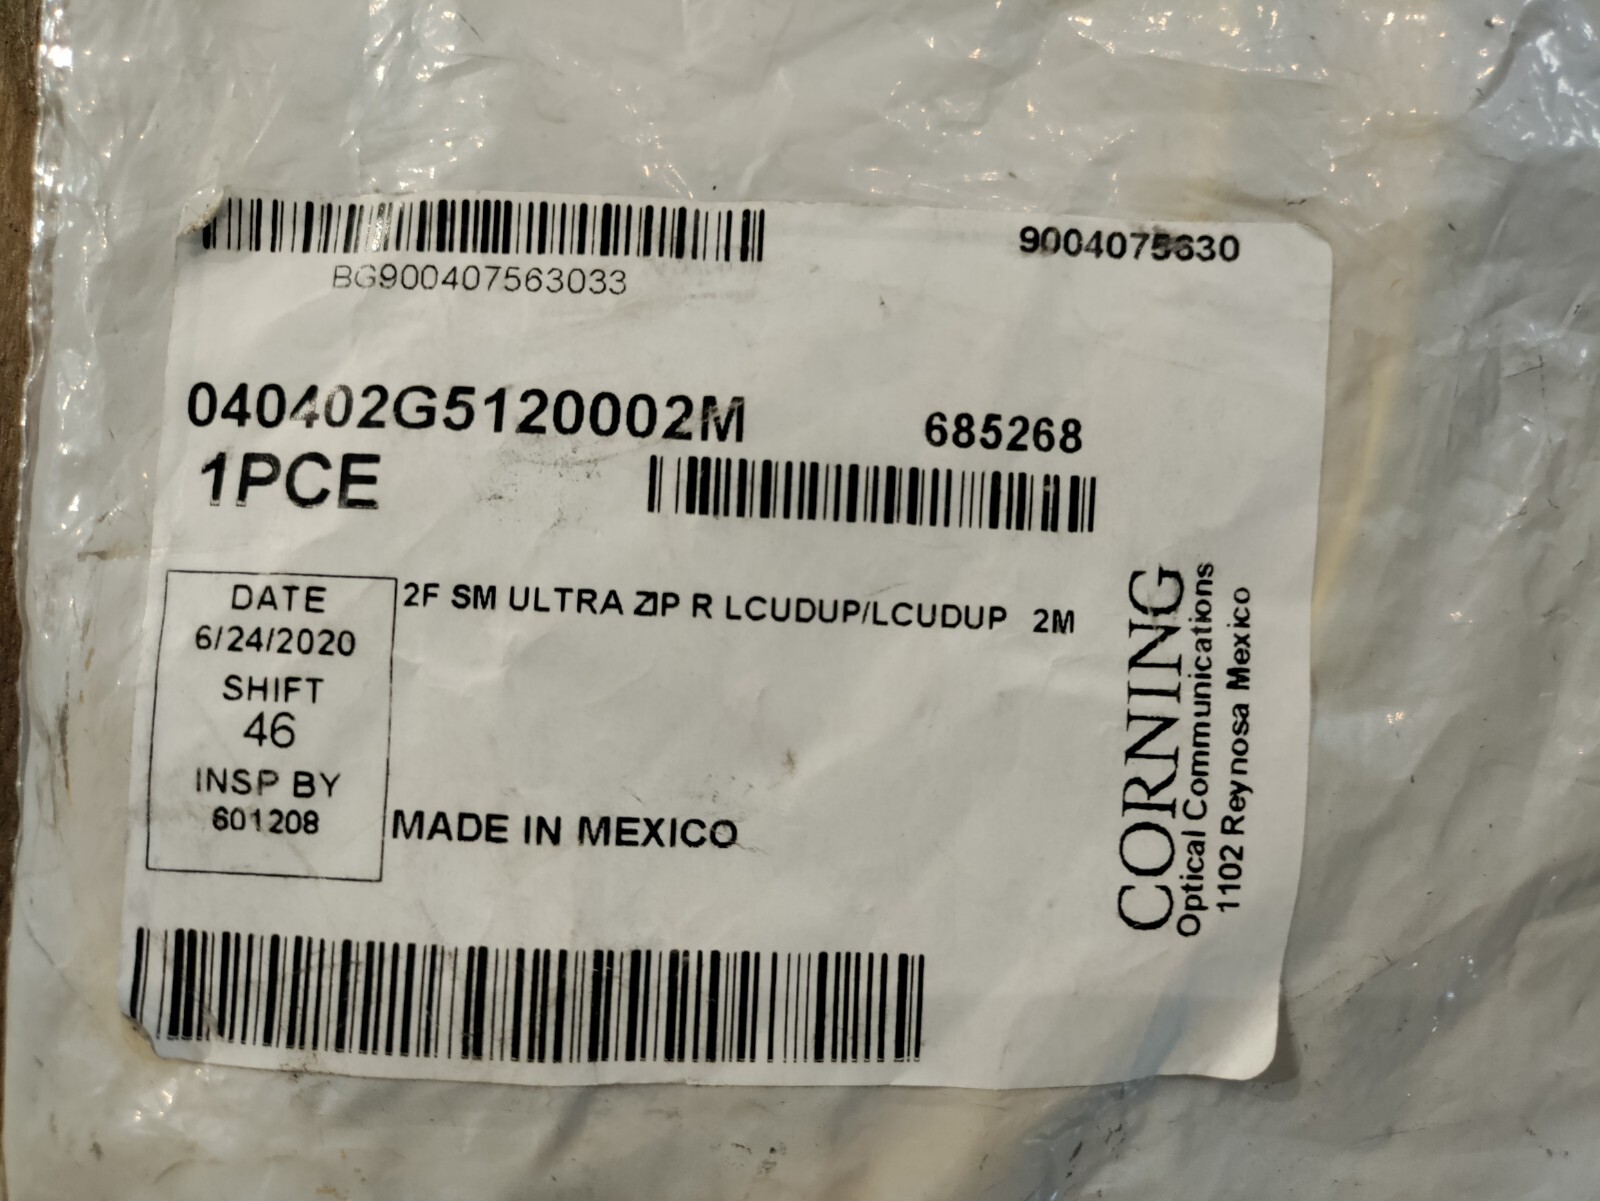 BG900407563033
9004075630
040402G5120002M
685268
1PCE
DATE
6/24/2020
SHIFT
46
INSP BY
601208
2F SM ULTRA ZIP R LCUDUP/LCUDUP 2M
MADE IN MEXICO
CORNING
Optical Communications
1102 Reynosa Mexico